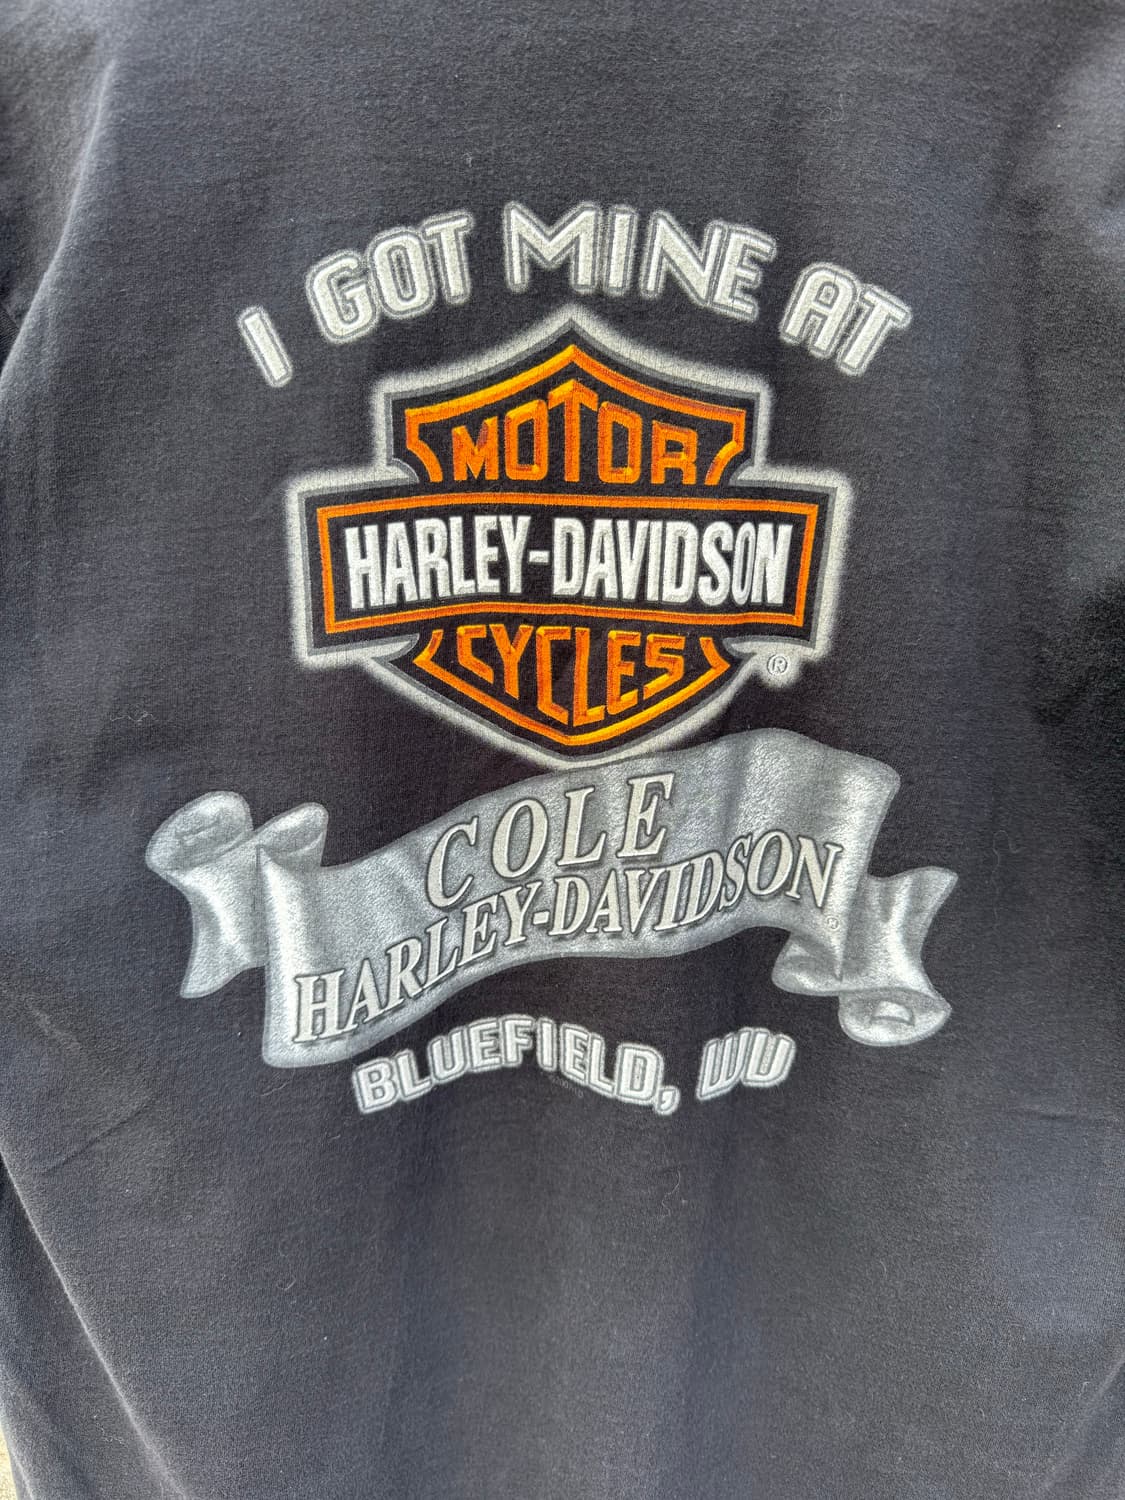 I GOT MINE AT
MOTOR
HARLEY-DAVIDSON
CYCLES
®
COLE
HARLEY-DAVIDSON
®
BLUEFIELD, WV